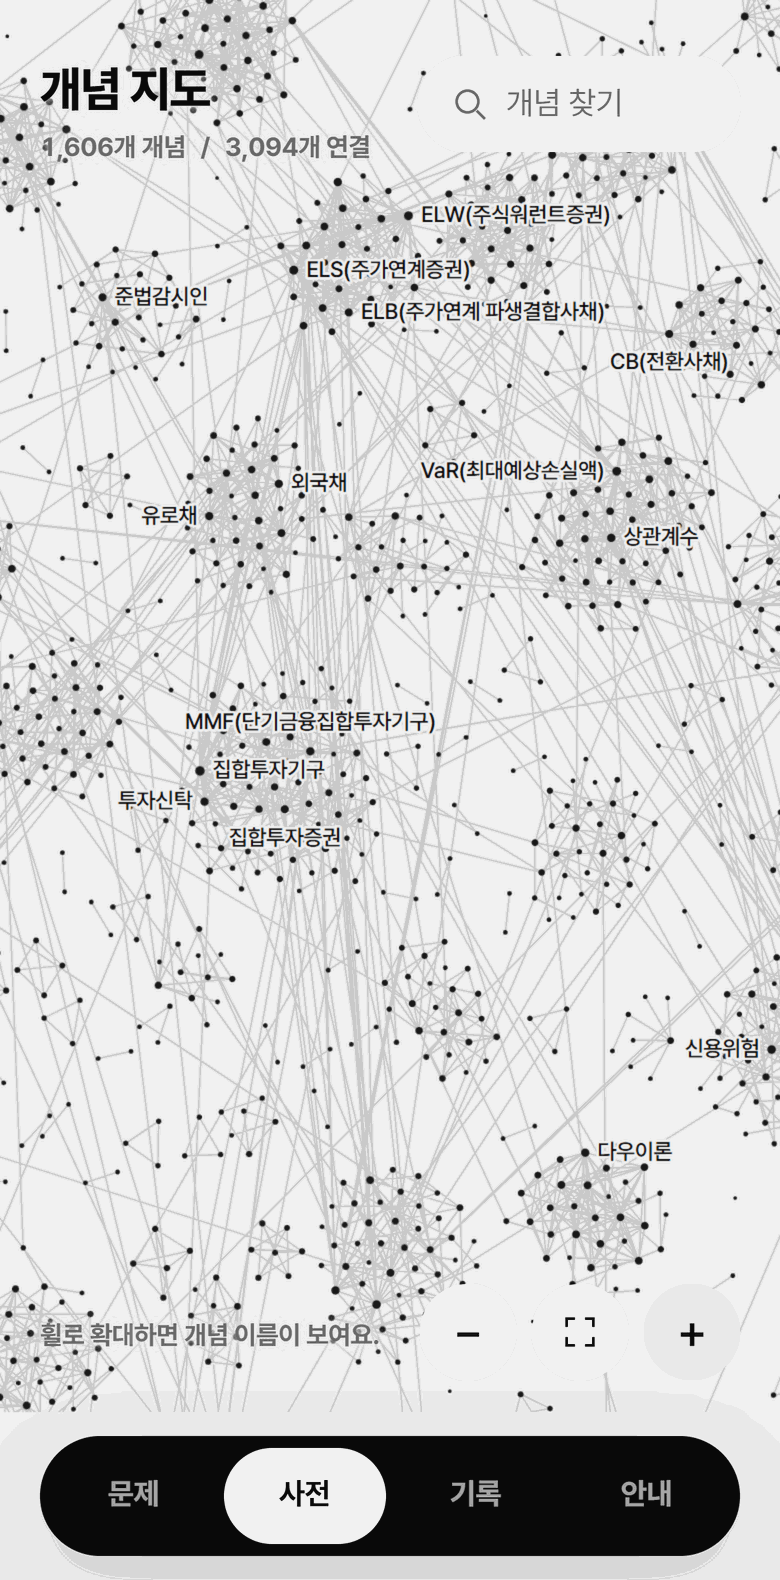 개념 지도
개념 찾기
1,606개 개념 / 3,094개 연결
ELW(주식워런트증권)
ELS(주가연계증권)
준법감시인
ELB(주가연계 파생결합사채)
CB(전환사채)
VaR(최대예상손실액)
외국채
유로채
상관계수
MMF(단기금융집합투자기구)
집합투자기구
투자신탁
집합투자증권
신용위험
다우이론
휠로 확대하면 개념 이름이 보여요.
문제
사전
기록
안내